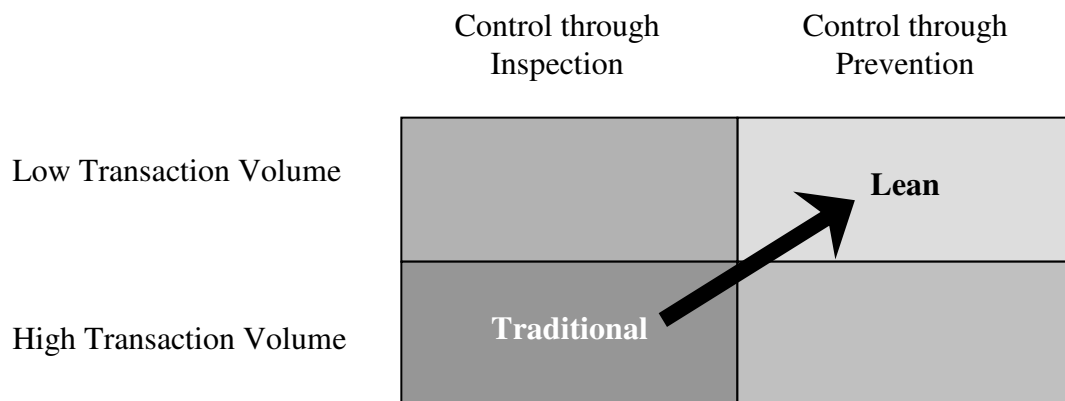 Control through
Inspection
Control through
Prevention
Low Transaction Volume
Lean
High Transaction Volume
Traditional